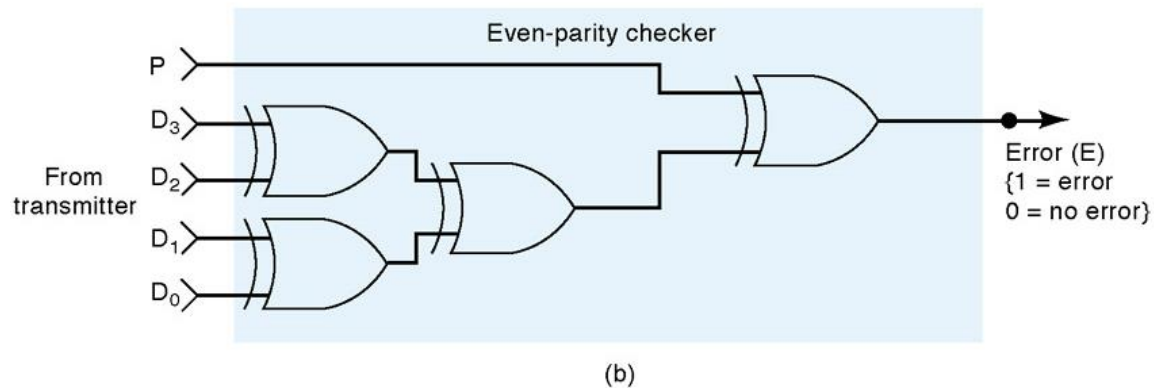 Even-parity checker
P
D₃
D₂
D₁
D₀
From
transmitter
Error (E)
{1 = error
0 = no error}
(b)